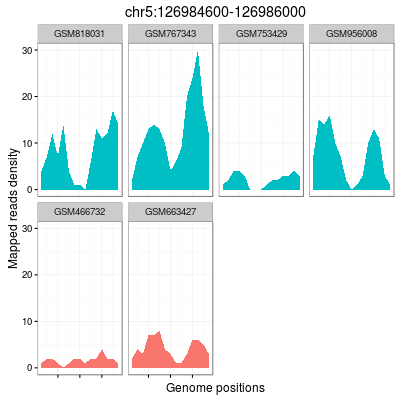 chr5:126984600-126986000
GSM818031 GSM767343 GSM753429 GSM956008
30
20
10
0
GSM466732 GSM663427
30
20
10
0
Mapped reads density
Genome positions